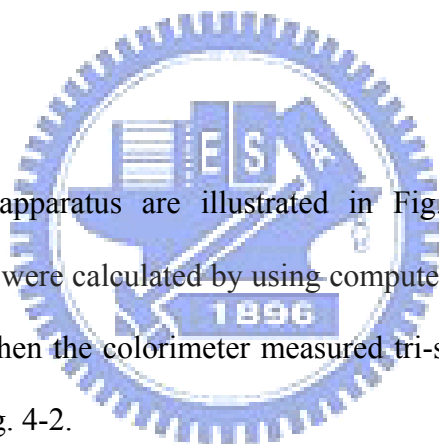 E S A
apparatus are illustrated in Fig.
were calculated by using compute
1896
hen the colorimeter measured tri-s
g. 4-2.